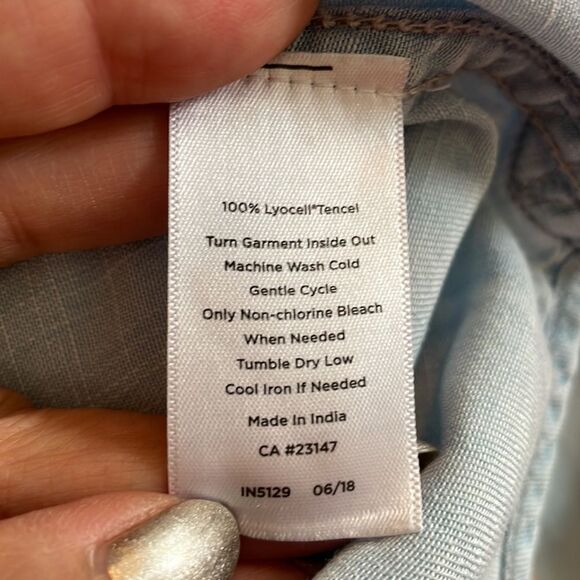 100% Lyocell*Tencel
Turn Garment Inside Out
Machine Wash Cold
Gentle Cycle
Only Non-chlorine Bleach
When Needed
Tumble Dry Low
Cool Iron If Needed
Made In India
CA #23147
IN5129 06/18